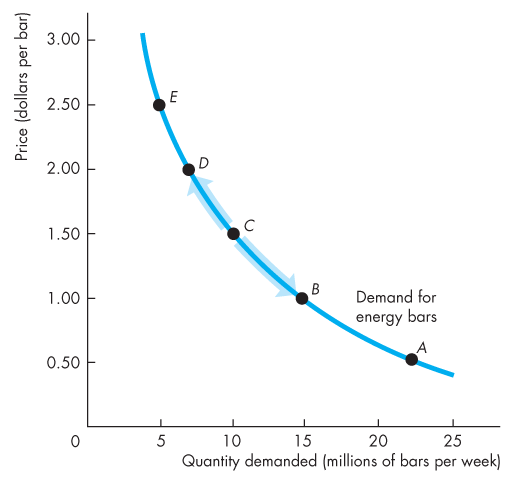 Price (dollars per bar)
3.00
2.50
2.00
1.50
1.00
0.50
0
E
D
C
B
A
Demand for
energy bars
5 10 15 20 25
Quantity demanded (millions of bars per week)